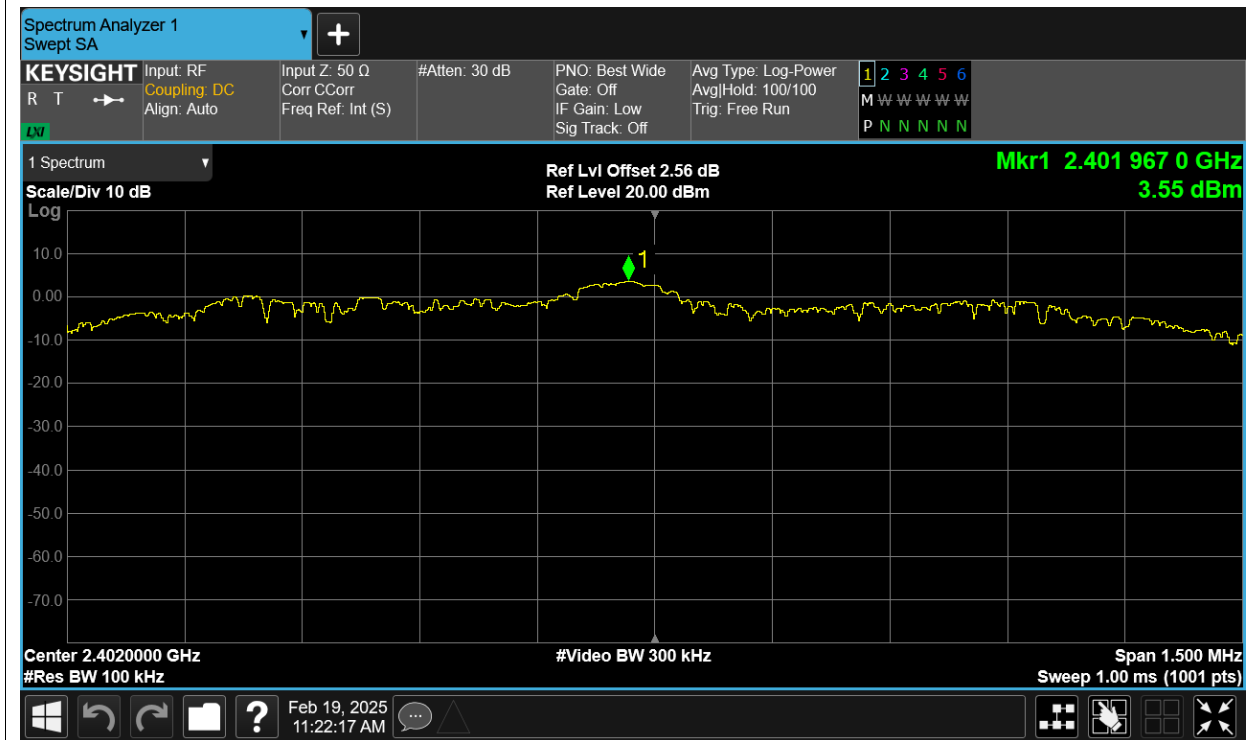 Spectrum Analyzer 1
Swept SA
+
KEYSIGHT
R T
LXI
Input: RF
Coupling: DC
Align: Auto
Input Z: 50 Ω
Corr CCorr
Freq Ref: Int (S)
#Atten: 30 dB
PNO: Best Wide
Gate: Off
IF Gain: Low
Sig Track: Off
Avg Type: Log-Power
Avg|Hold: 100/100
Trig: Free Run
1 2 3 4 5 6
M W W W W W
P N N N N N
1 Spectrum
Scale/Div 10 dB
Ref Lvl Offset 2.56 dB
Ref Level 20.00 dBm
Mkr1 2.401 967 0 GHz
3.55 dBm
Log
10.0
1
0.00
-10.0
-20.0
-30.0
-40.0
-50.0
-60.0
-70.0
Center 2.4020000 GHz
#Res BW 100 kHz
#Video BW 300 kHz
Span 1.500 MHz
Sweep 1.00 ms (1001 pts)
?
Feb 19, 2025
11:22:17 AM